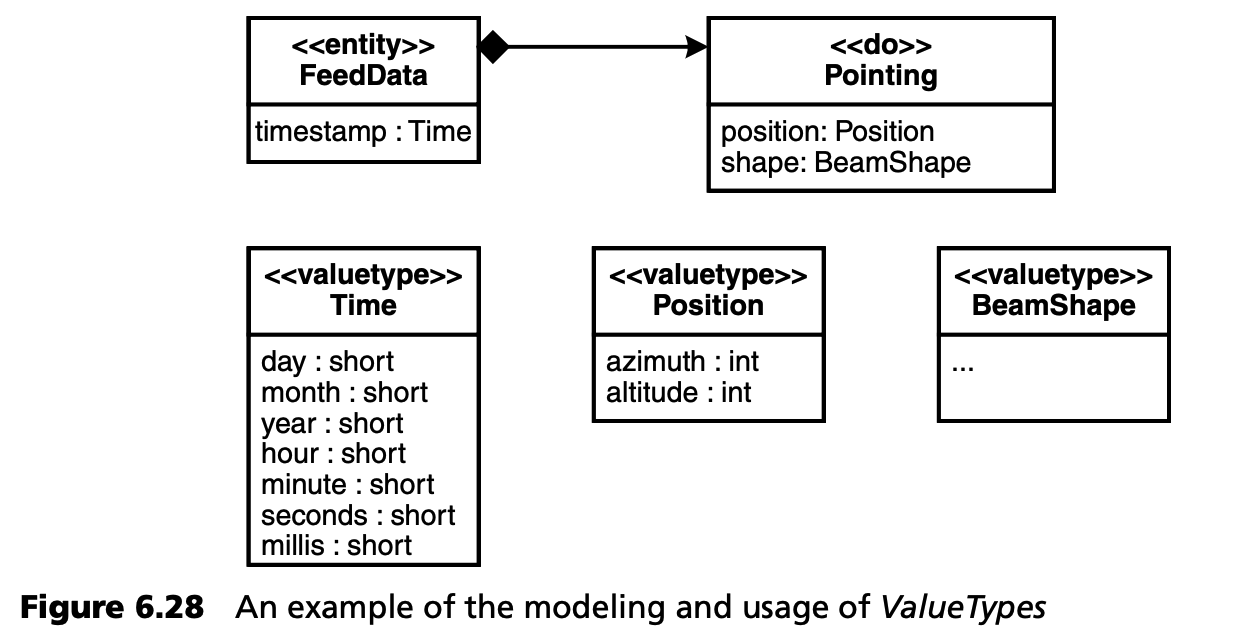 <<entity>>
FeedData
timestamp : Time
<<do>>
Pointing
position: Position
shape: BeamShape
<<valuetype>>
Time
day : short
month : short
year : short
hour : short
minute : short
seconds : short
millis : short
<<valuetype>>
Position
azimuth : int
altitude : int
<<valuetype>>
BeamShape
...
Figure 6.28 An example of the modeling and usage of ValueTypes